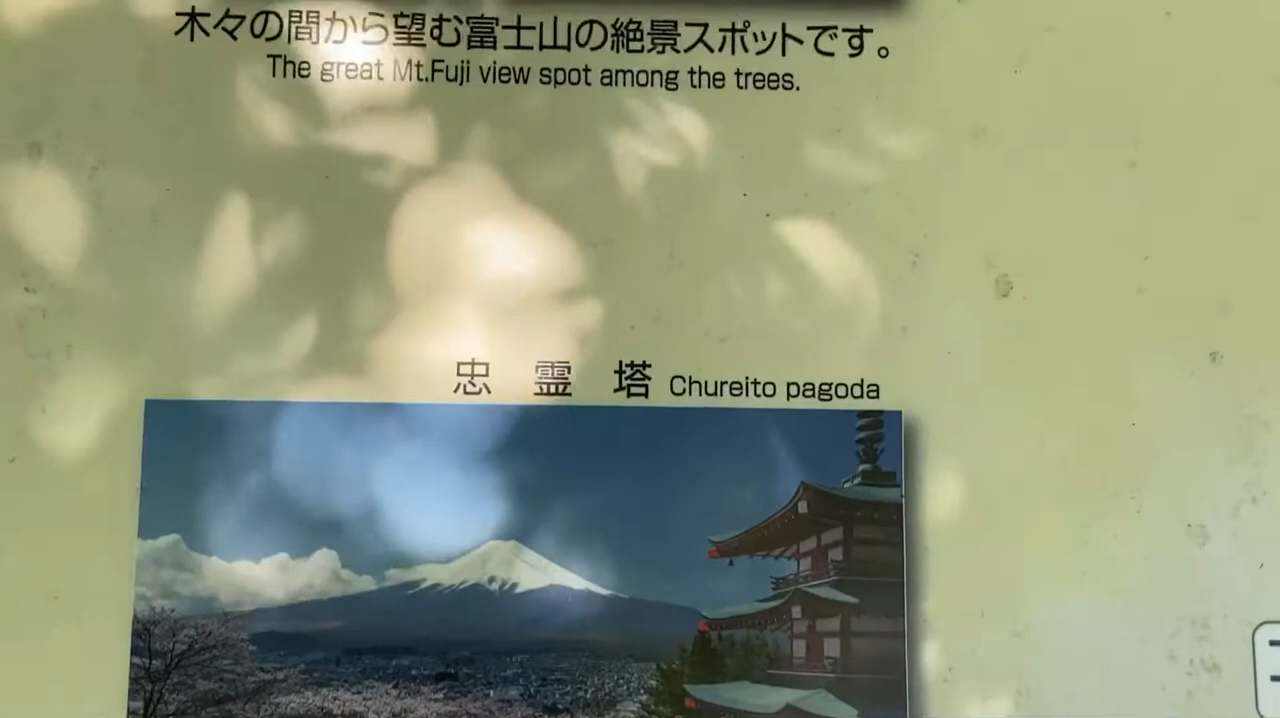 木々の間から望む富士山の絶景スポットです。
The great Mt.Fuji view spot among the trees.
忠霊塔 Chureito pagoda